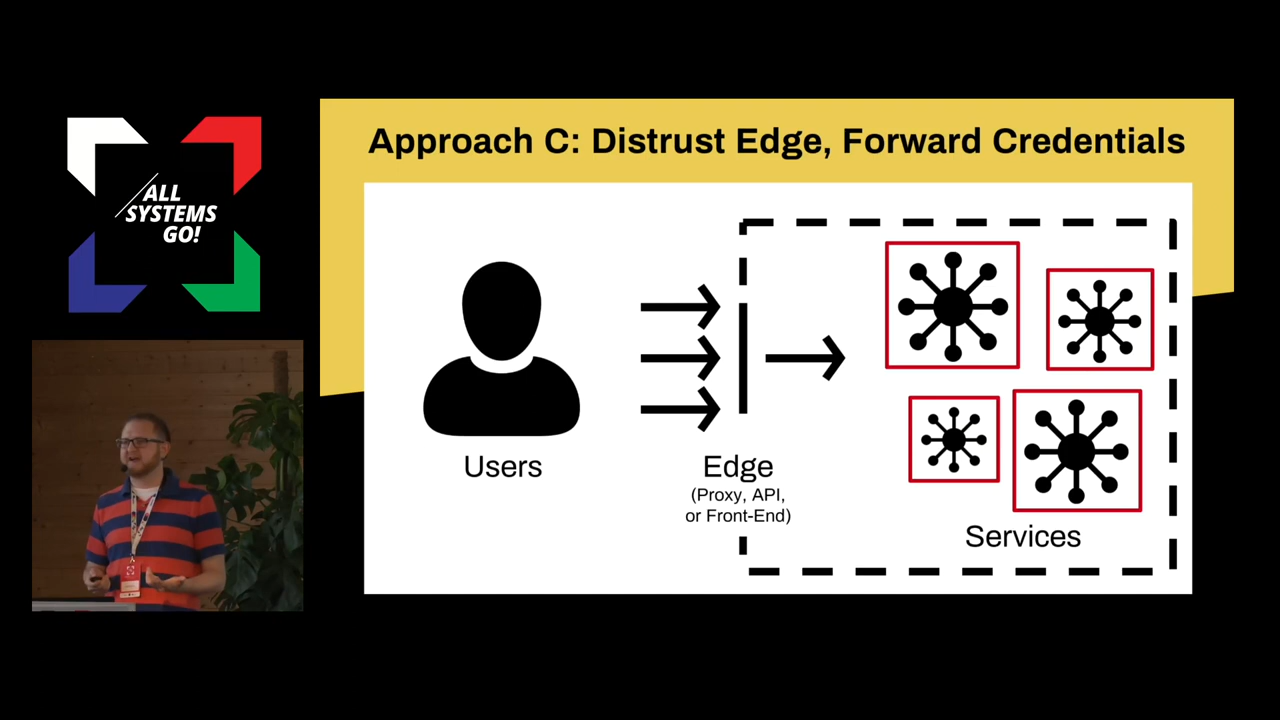 ALL
SYSTEMS
GO!
Approach C: Distrust Edge, Forward Credentials
Users
Edge
(Proxy, API,
or Front-End)
Services